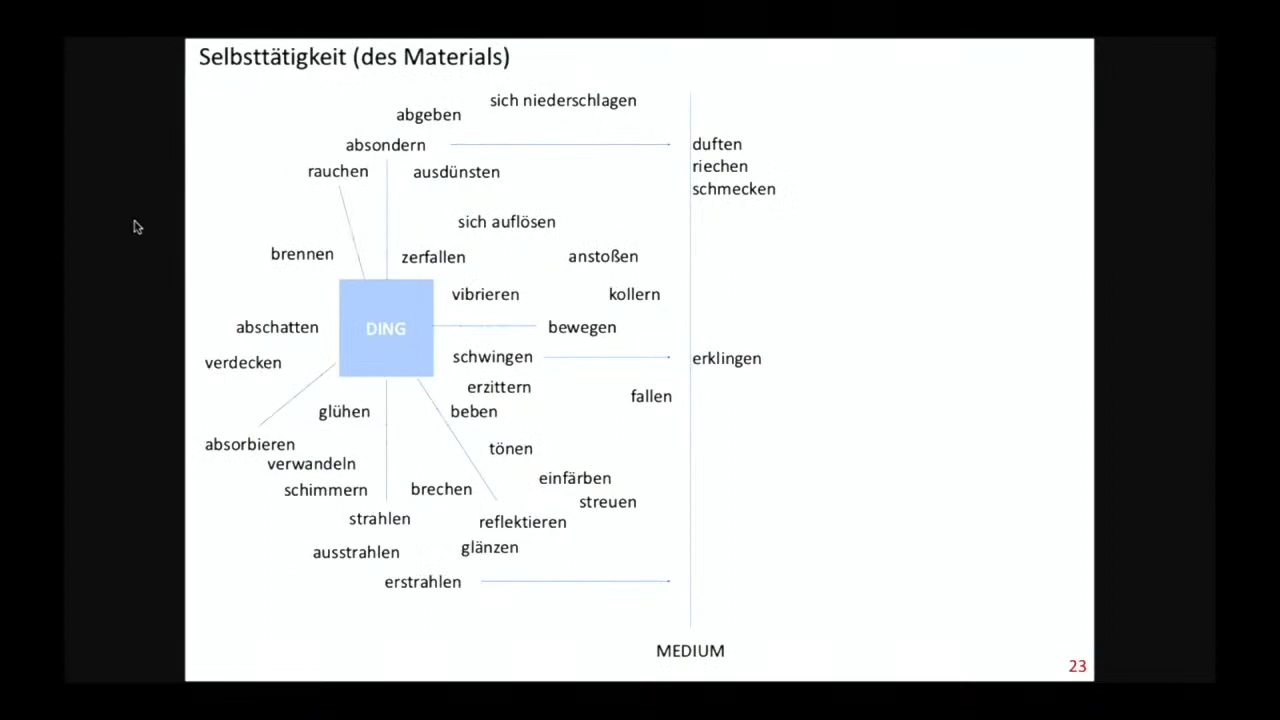 Selbsttätigkeit (des Materials)
sich niederschlagen
abgeben
absondern
duften
rauchen
ausdünsten
riechen
schmecken
sich auflösen
brennen
zerfallen
anstoßen
vibrieren
kollern
abschatten
DING
bewegen
verdecken
schwingen
erklingen
erzittern
fallen
glühen
beben
absorbieren
tönen
verwandeln
einfärben
schimmern
brechen
streuen
strahlen
reflektieren
ausstrahlen
glänzen
erstrahlen
MEDIUM
23